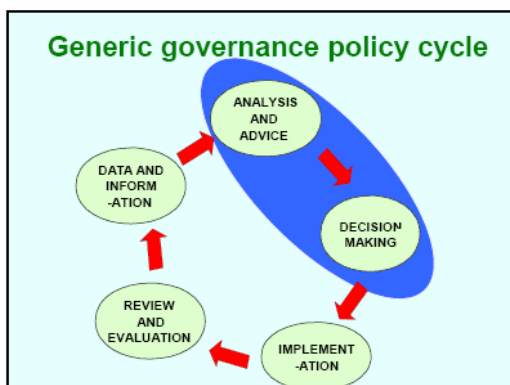 Generic governance policy cycle
ANALYSIS
AND
ADVICE
DATA AND
INFORM
-ATION
DECISION
MAKING
REVIEW
AND
EVALUATION
IMPLEMENT
-ATION